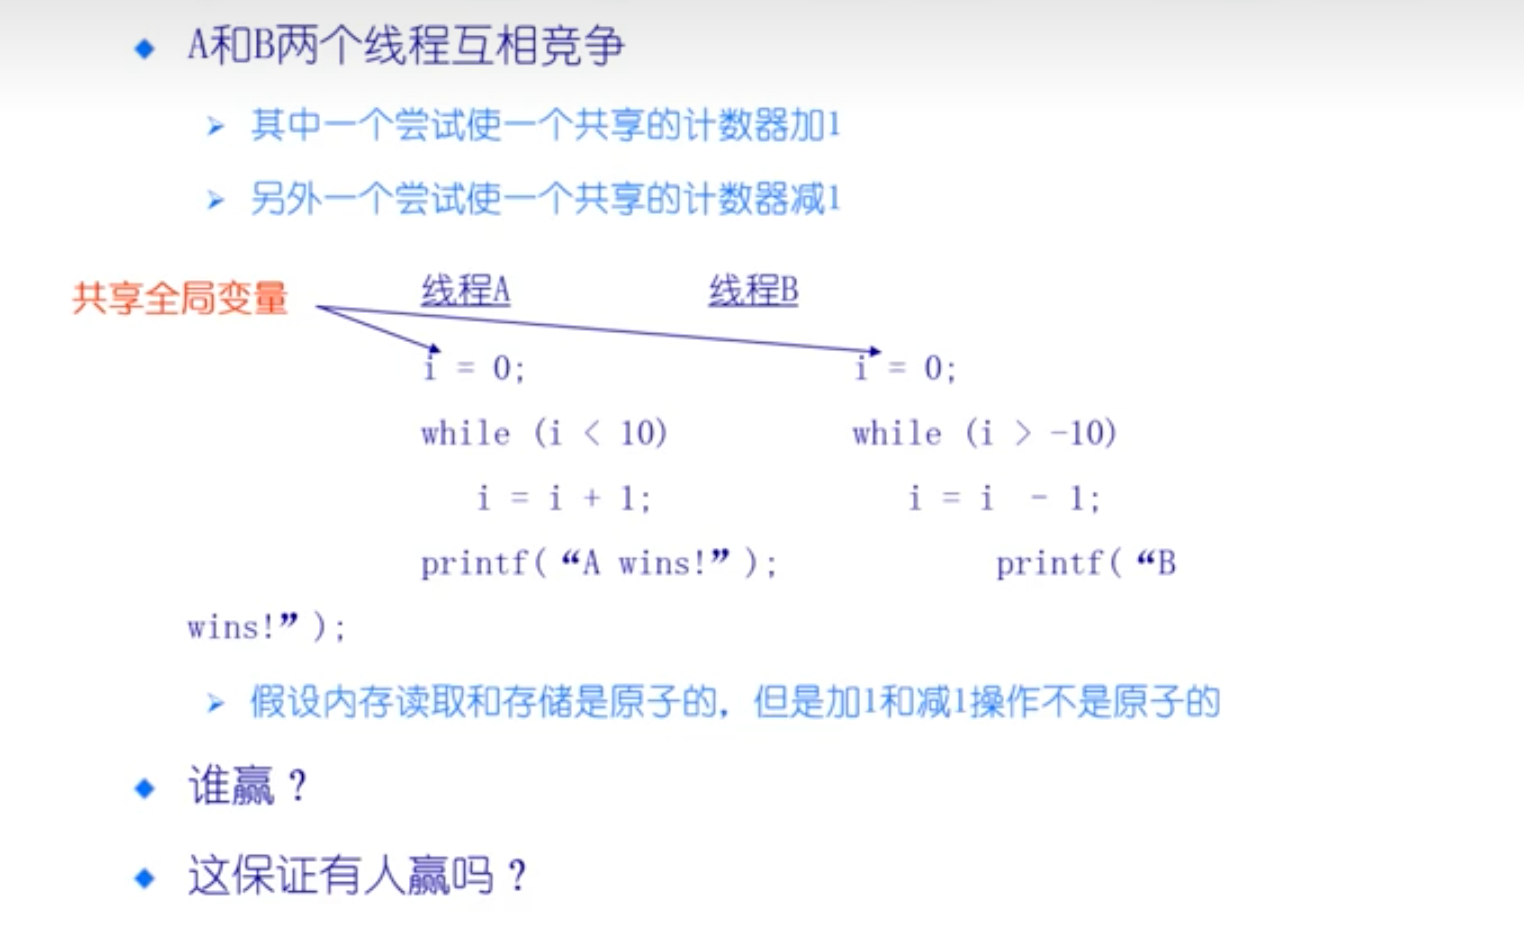 A和B两个线程互相竞争
其中一个尝试使一个共享的计数器加1
另外一个尝试使一个共享的计数器减1
共享全局变量 线程A 线程B
i = 0; i = 0;
while (i < 10) while (i > -10)
i = i + 1; i = i - 1;
printf(“A wins!”); printf(“B
wins!”);
假设内存读取和存储是原子的，但是加1和减1操作不是原子的
谁赢？
这保证有人赢吗？